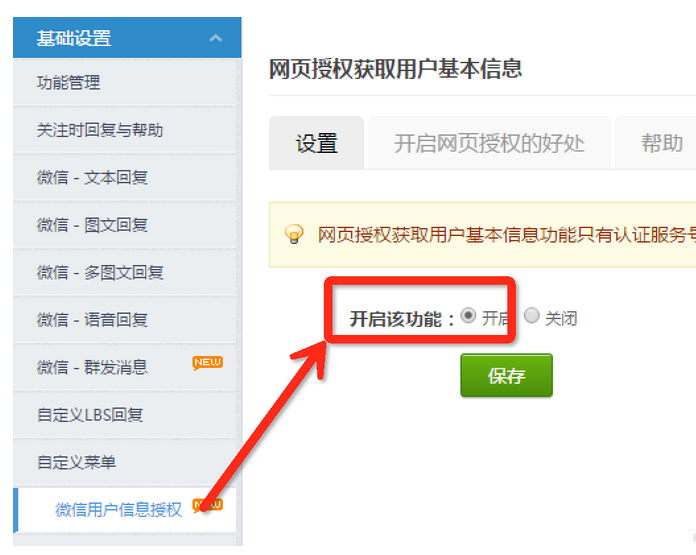 基础设置
功能管理
关注时回复与帮助
微信 - 文本回复
微信 - 图文回复
微信 - 多图文回复
微信 - 语音回复
微信 - 群发消息 NEW
自定义LBS回复
自定义菜单
微信用户信息授权 NEW
网页授权获取用户基本信息
设置 开启网页授权的好处 帮助
网页授权获取用户基本信息功能只有认证服务号
开启该功能： 开启 关闭
保存